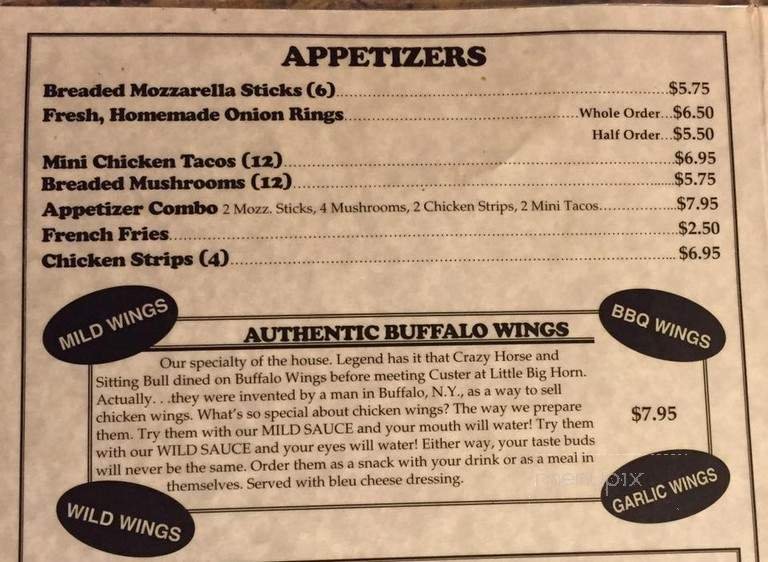 APPETIZERS
Breaded Mozzarella Sticks (6)..........$5.75
Fresh, Homemade Onion Rings..........Whole Order...$6.50
Half Order...$5.50
Mini Chicken Tacos (12)..........$6.95
Breaded Mushrooms (12)..........$5.75
Appetizer Combo 2 Mozz. Sticks, 4 Mushrooms, 2 Chicken Strips, 2 Mini Tacos..........$7.95
French Fries..........$2.50
Chicken Strips (4)..........$6.95
MILD WINGS
BBQ WINGS
AUTHENTIC BUFFALO WINGS
Our specialty of the house. Legend has it that Crazy Horse and
Sitting Bull dined on Buffalo Wings before meeting Custer at Little Big Horn.
Actually. . .they were invented by a man in Buffalo, N.Y., as a way to sell
chicken wings. What's so special about chicken wings? The way we prepare
them. Try them with our MILD SAUCE and your mouth will water! Try them
with our WILD SAUCE and your eyes will water! Either way, your taste buds
will never be the same. Order them as a snack with your drink or as a meal in
themselves. Served with bleu cheese dressing.
$7.95
menupix
WILD WINGS
GARLIC WINGS